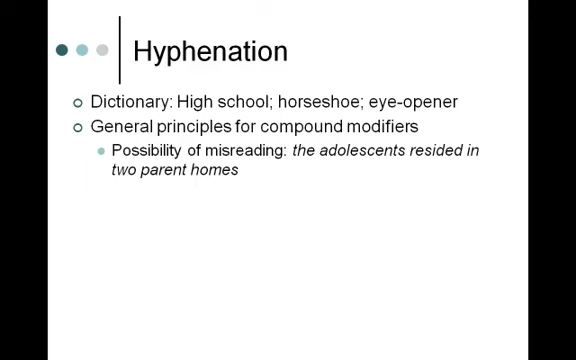 Hyphenation
Dictionary: High school; horseshoe; eye-opener
General principles for compound modifiers
Possibility of misreading: the adolescents resided in
two parent homes